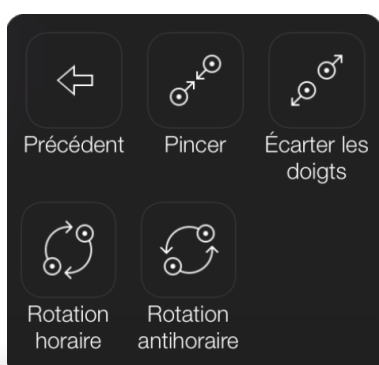 Précédent
Pincer
Écarter les
doigts
Rotation
horaire
Rotation
antihoraire